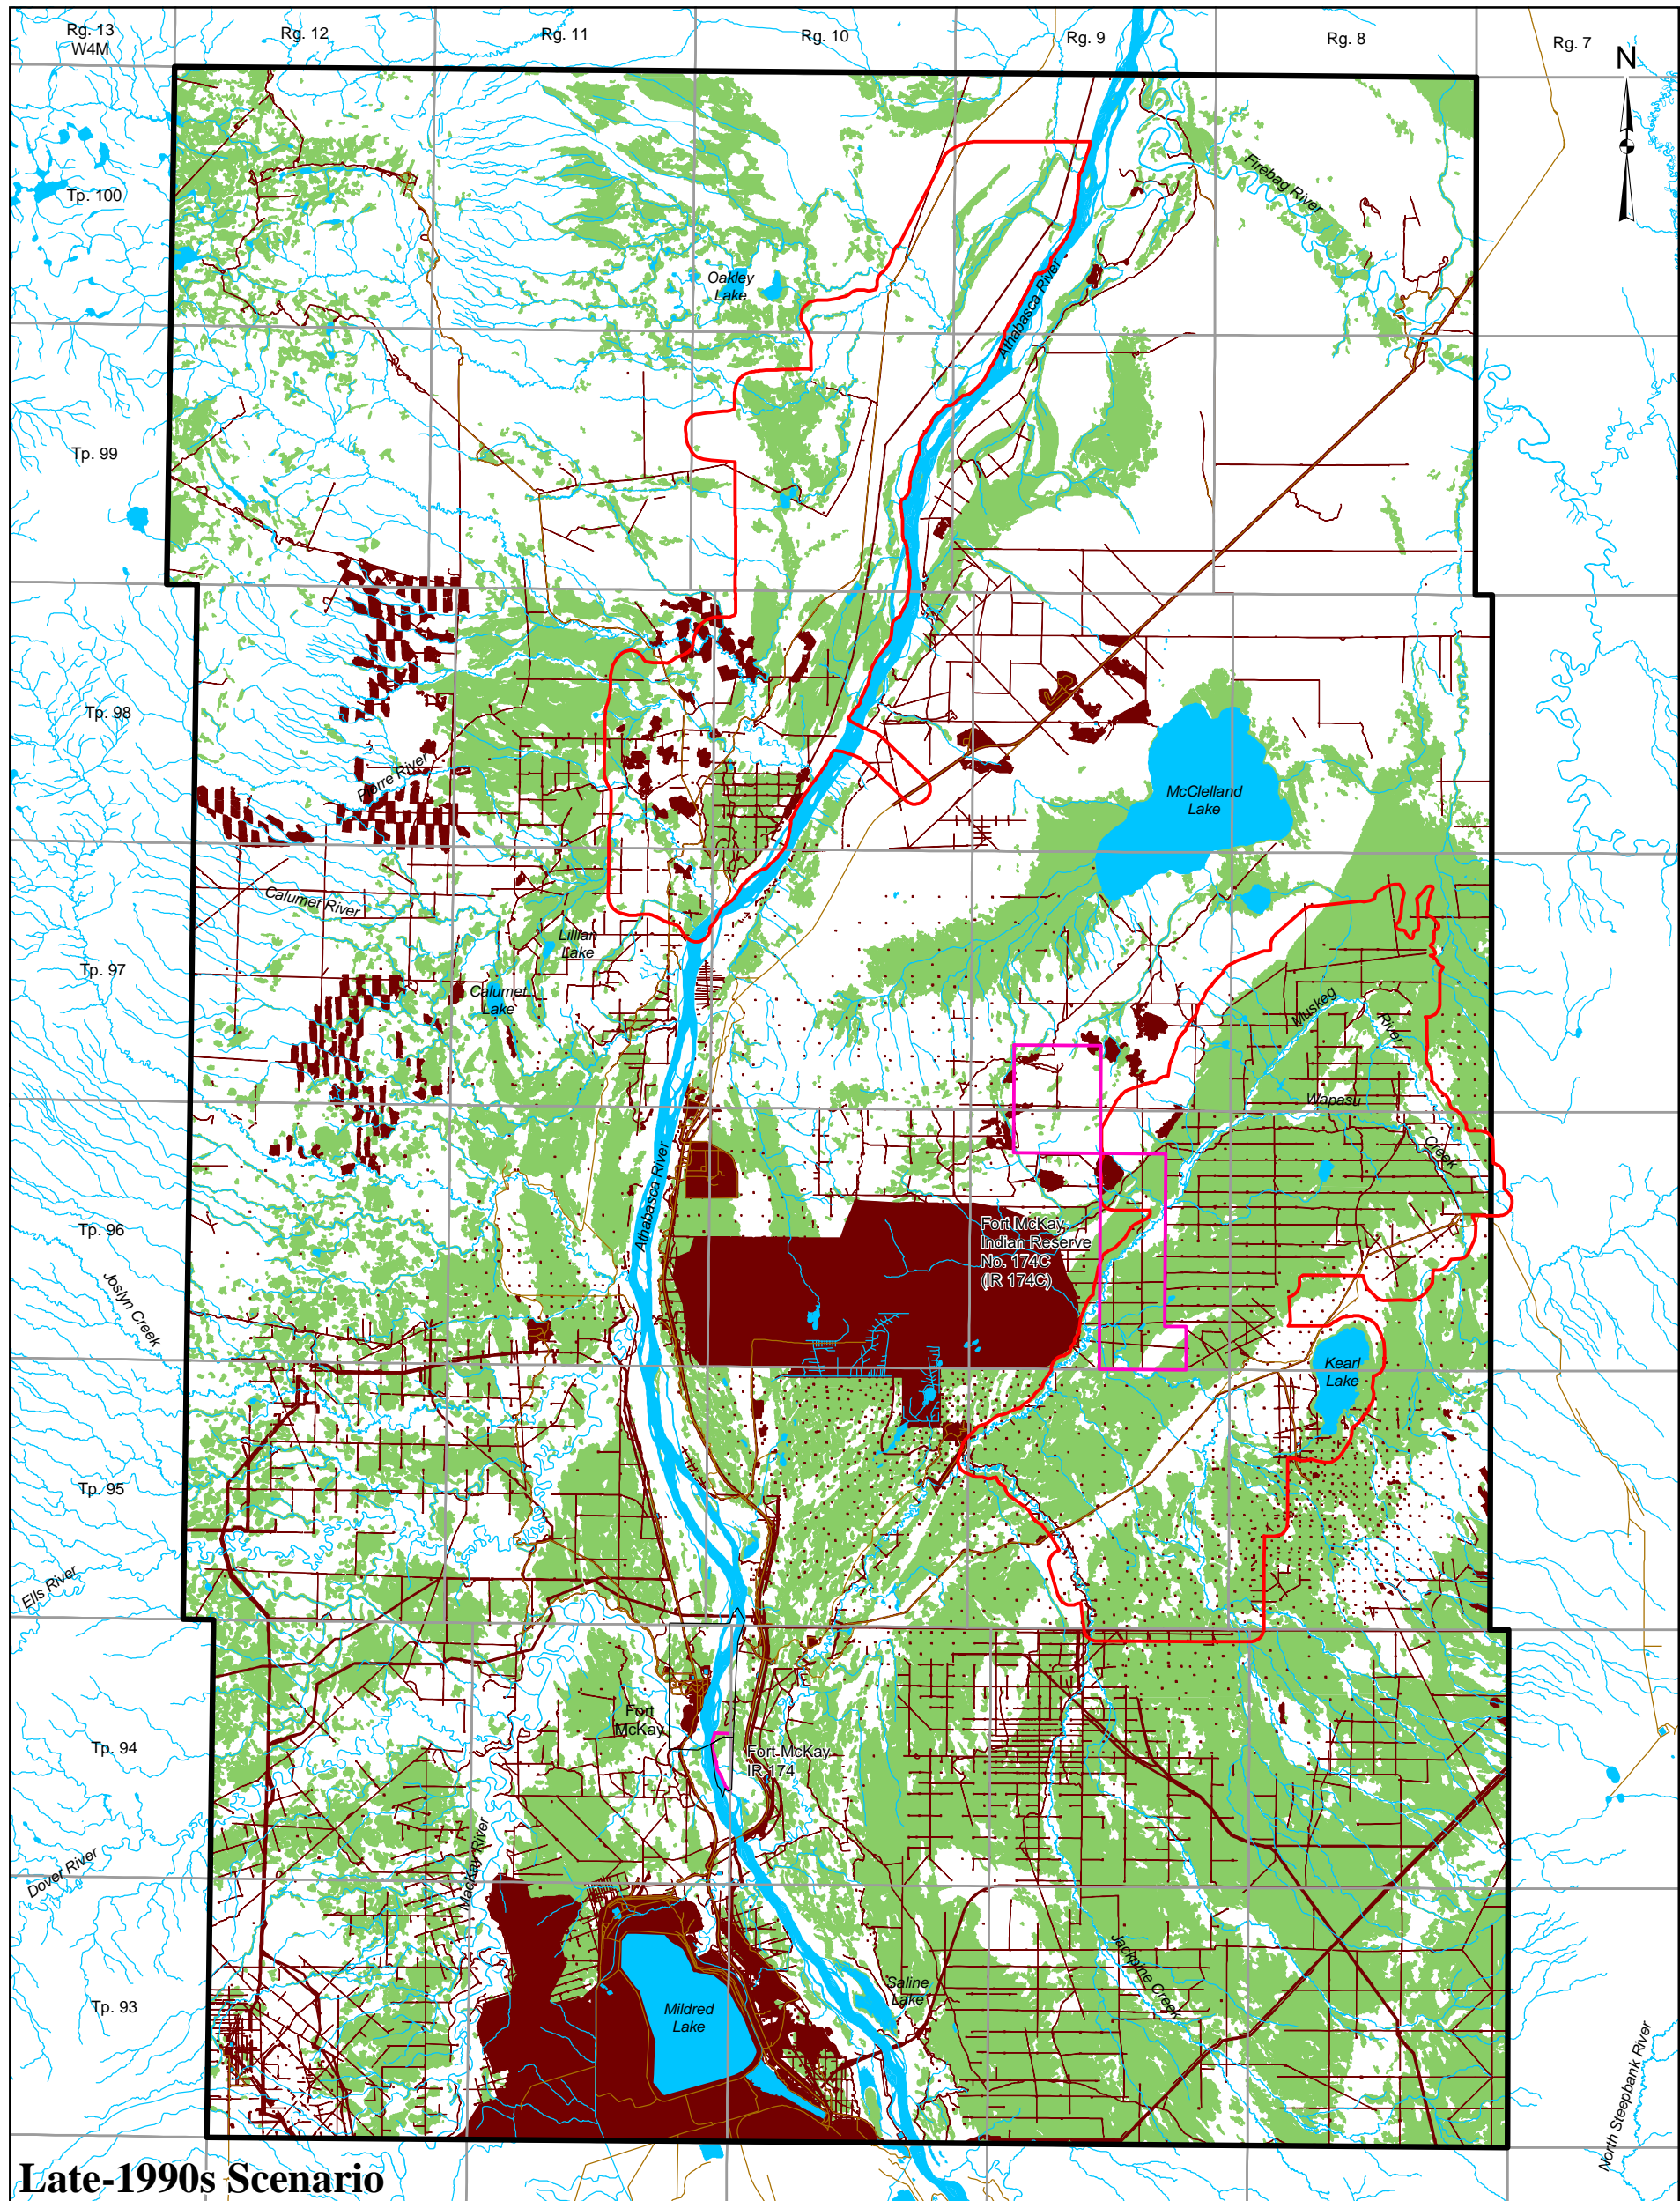 Rg. 13
W4M
Rg. 12
Rg. 11
Rg. 10
Rg. 9
Rg. 8
Rg. 7
N
Tp. 100
Firebag River
Oakley
Lake
Athabasca River
Tp. 99
Tp. 98
Pierre River
McClelland
Lake
Calumet River
Lillian
Lake
Tp. 97
Calumet
Lake
Muskeg
River
Wapasu
Creek
Athabasca River
Tp. 96
Fort McKay
Indian Reserve
No. 174C
(IR 174C)
Joslyn Creek
Kearl
Lake
Tp. 95
Ells River
Fort
McKay
Tp. 94
Fort McKay
IR 174
MacKay River
Dover River
Jackpine Creek
Saline
Lake
Tp. 93
Mildred
Lake
North Steepbank River
Late-1990s Scenario